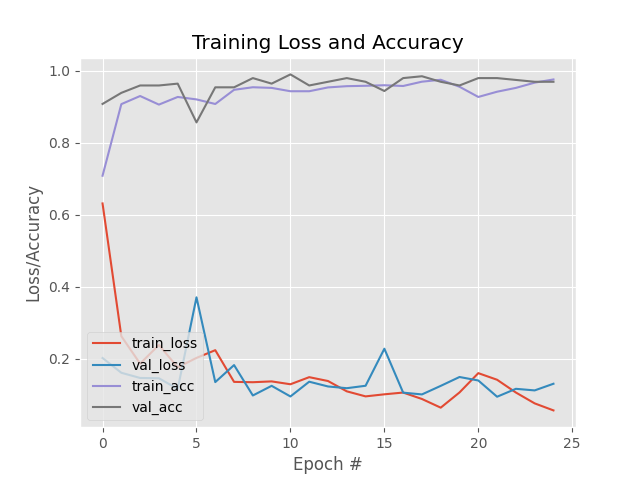 Training Loss and Accuracy
1.0
0.8
0.6
0.4
0.2
Loss/Accuracy
train_loss
val_loss
train_acc
val_acc
0 5 10 15 20 25
Epoch #